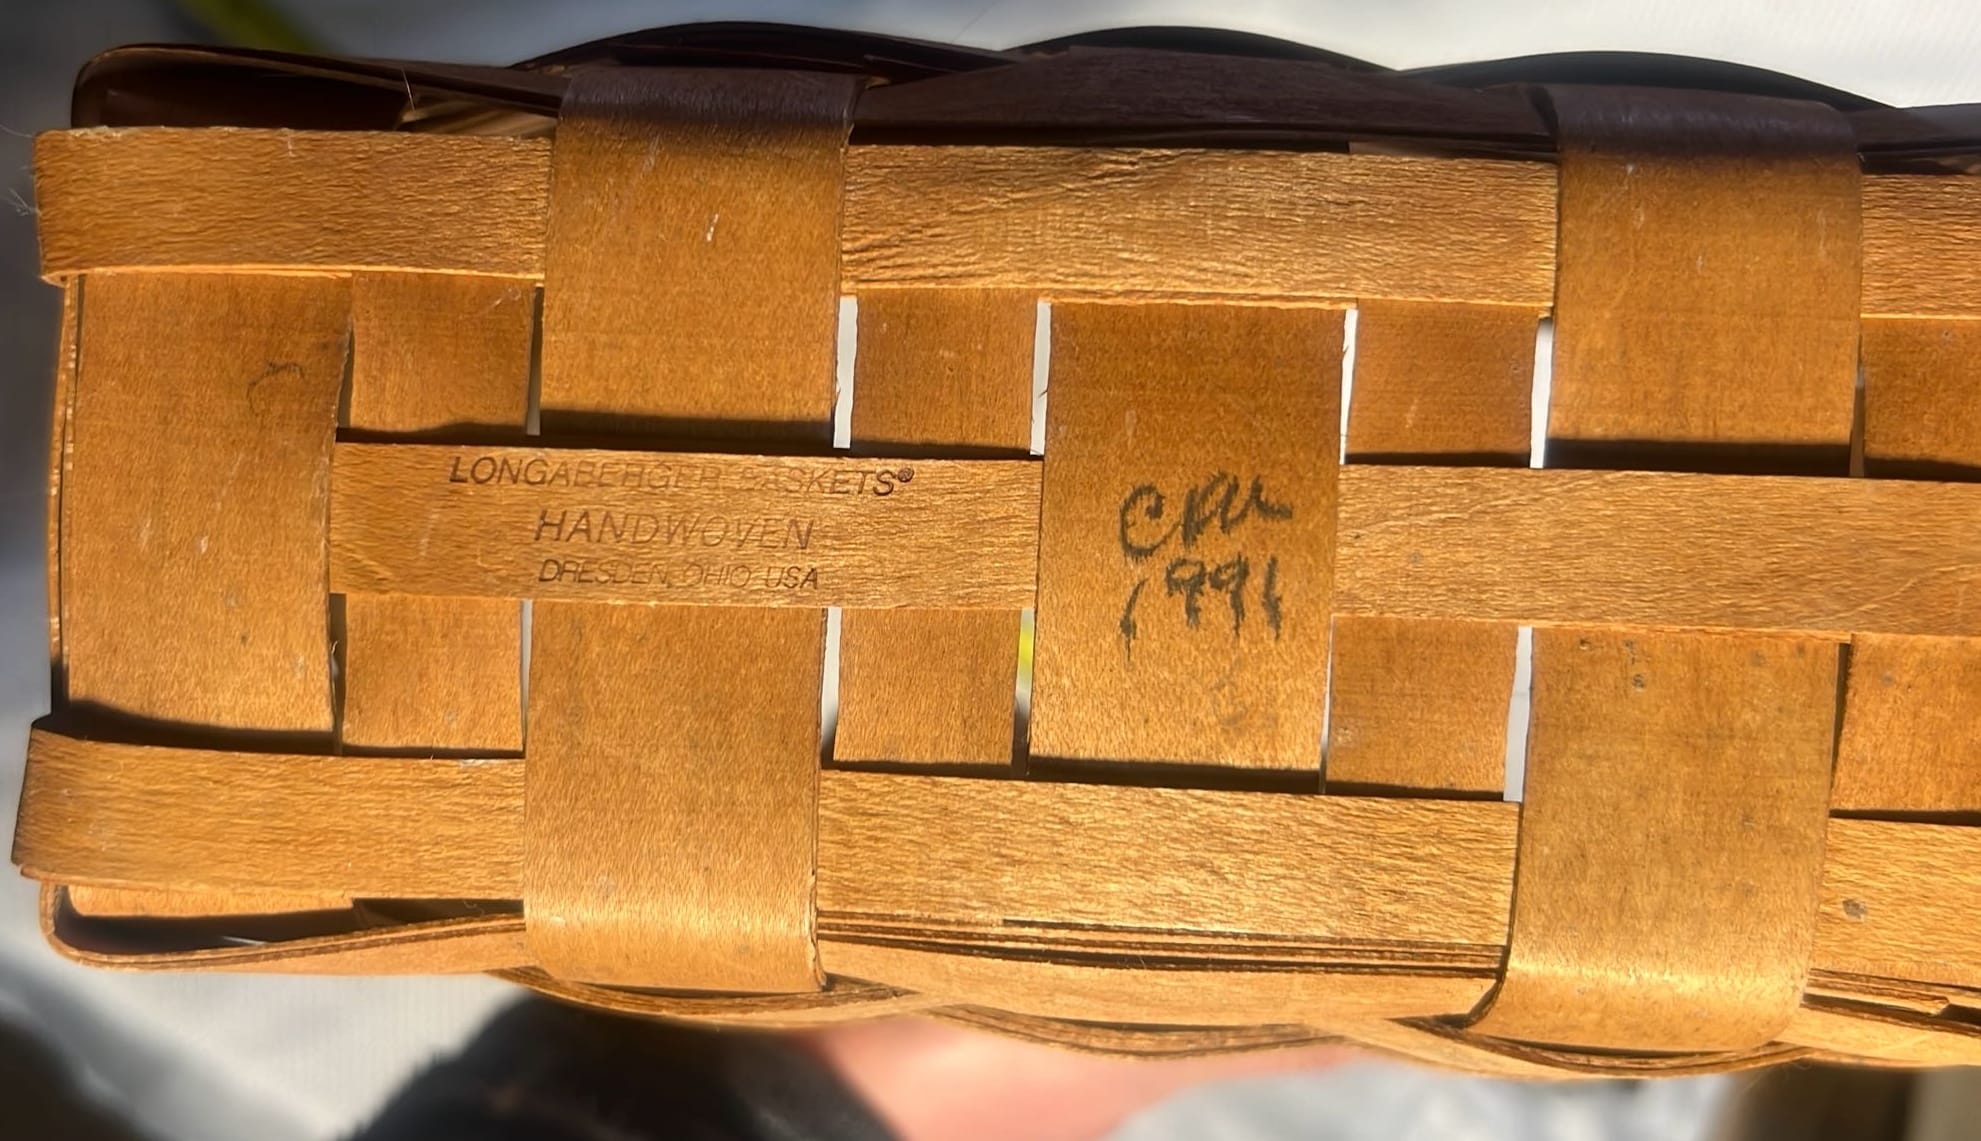 LONGABERGER BASKETS®
HANDWOVEN
DRESDEN, OHIO USA
1991